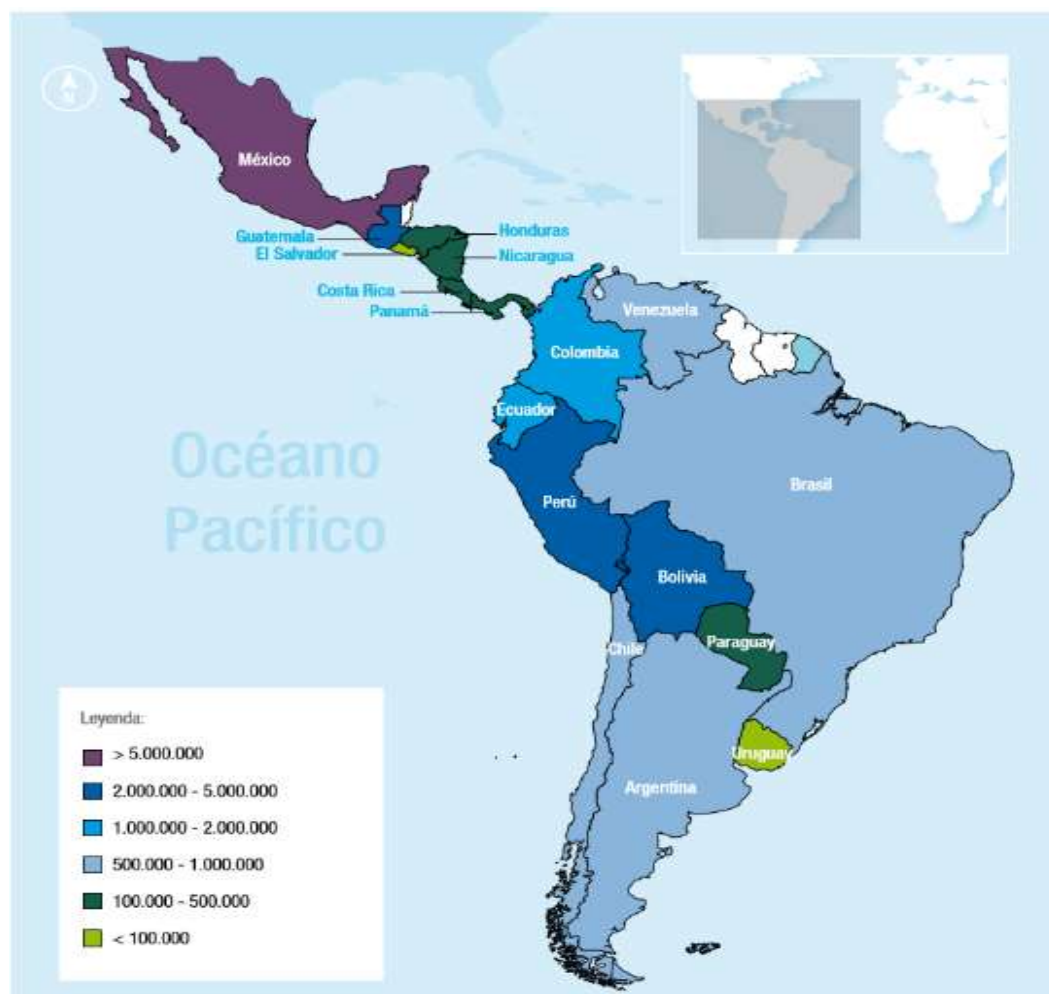 México
Guatemala
Honduras
El Salvador
Nicaragua
Costa Rica
Panamá
Venezuela
Colombia
Ecuador
Océano
Pacífico
Brasil
Perú
Bolivia
Paraguay
Chile
Uruguay
Argentina
Leyenda:
> 5.000.000
2.000.000 - 5.000.000
1.000.000 - 2.000.000
500.000 - 1.000.000
100.000 - 500.000
< 100.000